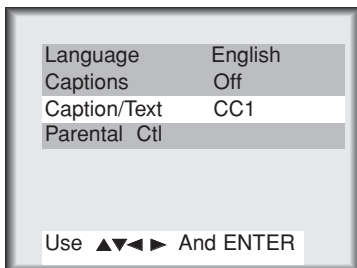 Language English
Captions Off
Caption/Text CC1
Parental Ctl
Use ▲▼◄ ► And ENTER